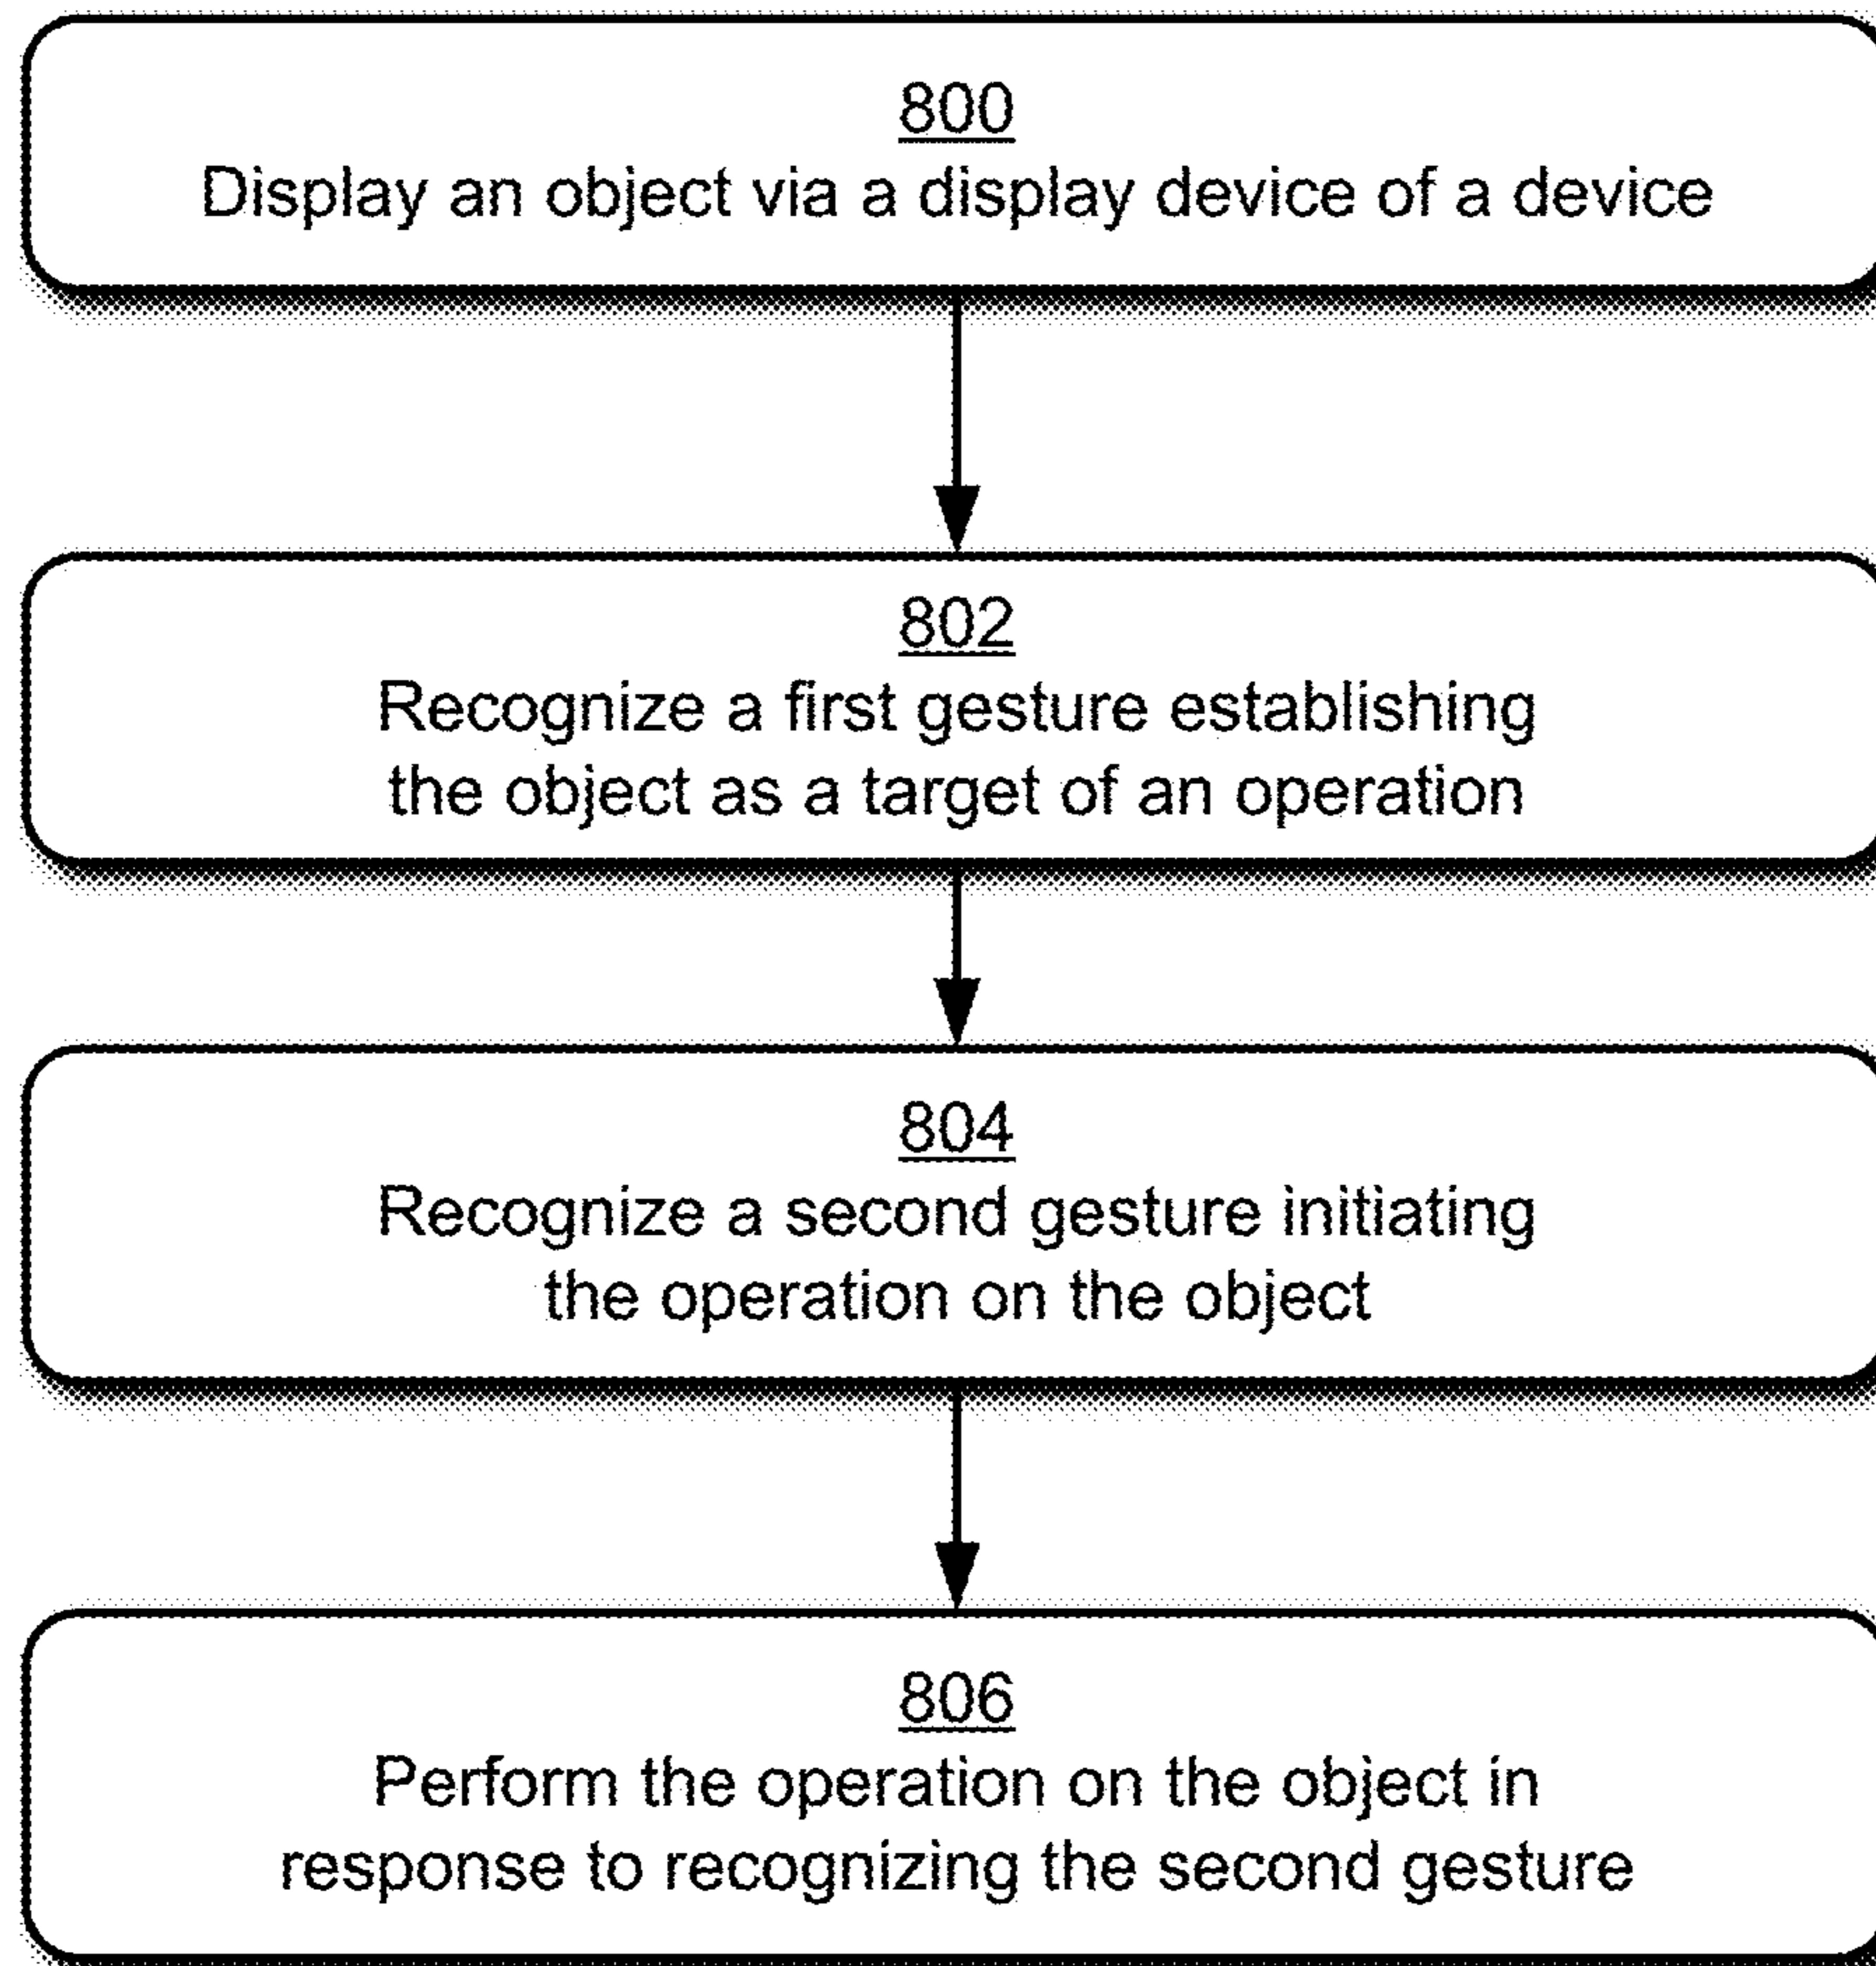 800
Display an object via a display device of a device
802
Recognize a first gesture establishing
the object as a target of an operation
804
Recognize a second gesture initiating
the operation on the object
806
Perform the operation on the object in
response to recognizing the second gesture